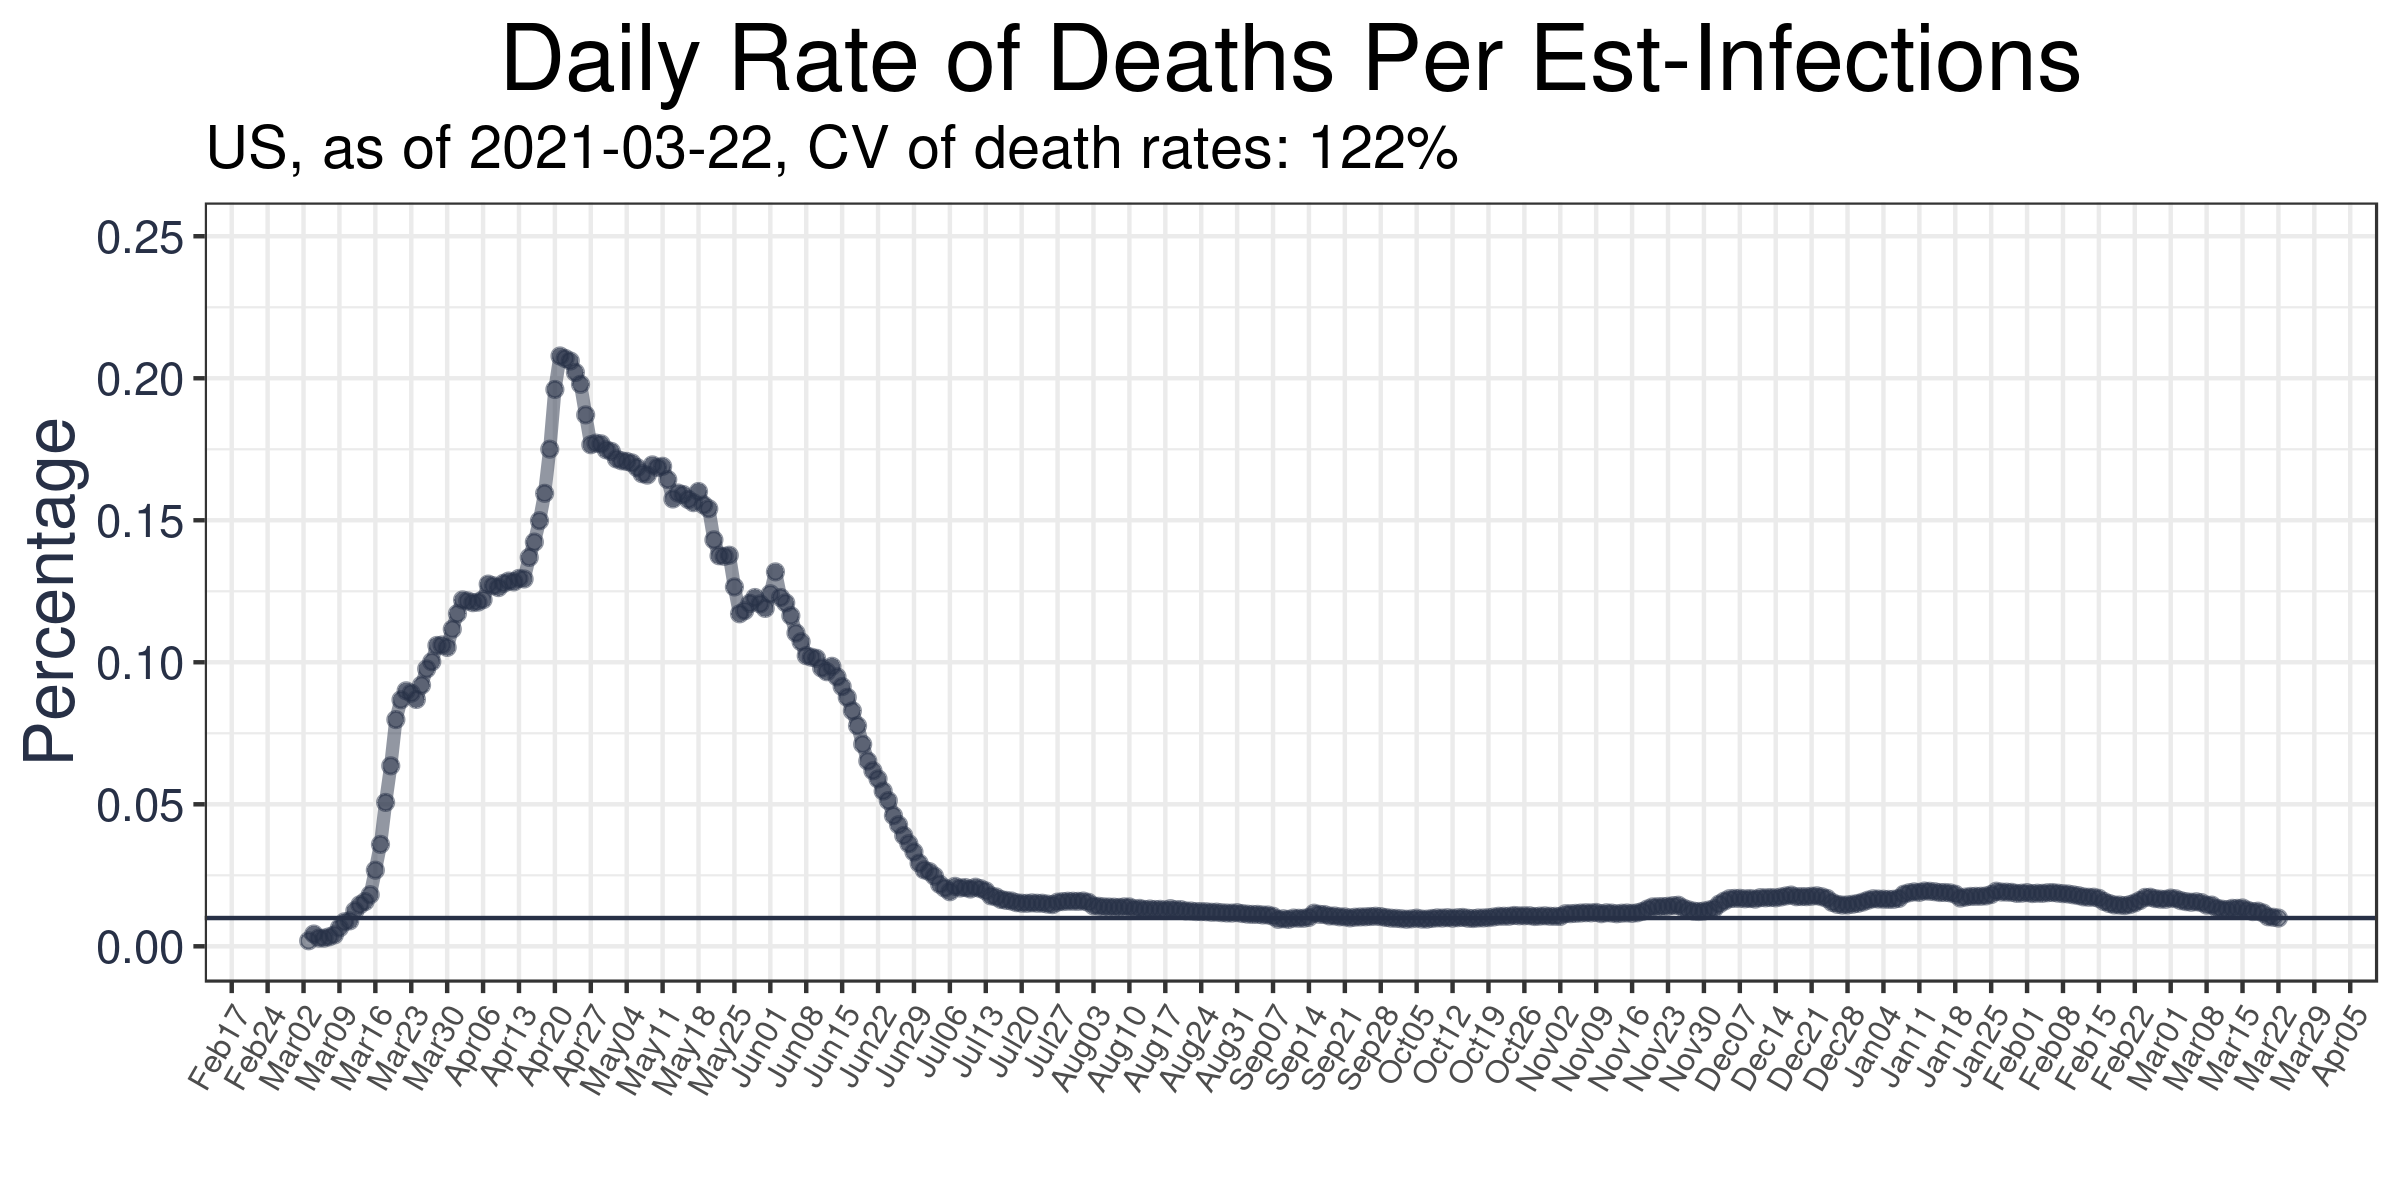 Daily Rate of Deaths Per Est-Infections
US, as of 2021-03-22, CV of death rates: 122%
Percentage
0.25
0.20
0.15
0.10
0.05
0.00
Feb17
Feb24
Mar02
Mar09
Mar16
Mar23
Mar30
Apr06
Apr13
Apr20
Apr27
May04
May11
May18
May25
Jun01
Jun08
Jun15
Jun22
Jun29
Jul06
Jul13
Jul20
Jul27
Aug03
Aug10
Aug17
Aug24
Aug31
Sep07
Sep14
Sep21
Sep28
Oct05
Oct12
Oct19
Oct26
Nov02
Nov09
Nov16
Nov23
Nov30
Dec07
Dec14
Dec21
Dec28
Jan04
Jan11
Jan18
Jan25
Feb01
Feb08
Feb15
Feb22
Mar01
Mar08
Mar15
Mar22
Mar29
Apr05